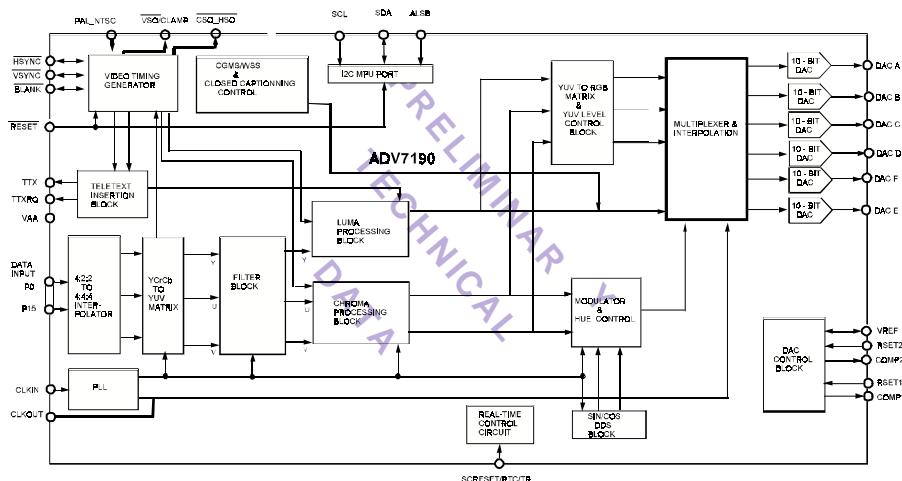 PAL_NTSC
VSO/CLAMP
CSO_HSO
SCL
SDA
ALSB
HSYNC
VSYNC
BLANK
RESET
VIDEO TIMING
GENERATOR
CGMS/WSS
&
CLOSED CAPTIONNING
CONTROL
I2C MPU PORT
YUV TO RGB
MATRIX
&
YUV LEVEL
CONTROL
BLOCK
MULTIPLEXER &
INTERPOLATION
10 - BIT
DAC
DAC A
10 - BIT
DAC
DAC B
10 - BIT
DAC
DAC C
10 - BIT
DAC
DAC D
10 - BIT
DAC
DAC F
10 - BIT
DAC
DAC E
ADV7190
PRELIMINARY
TECHNICAL
DATA
TTX
TTXRQ
VAA
TELETEXT
INSERTION
BLOCK
LUMA
PROCESSING
BLOCK
DATA
INPUT
P0
P15
4:2:2
TO
4:4:4
INTER-
POLATOR
YCrCb
TO
YUV
MATRIX
Y
U
V
FILTER
BLOCK
Y
U
V
CHROMA
PROCESSING
BLOCK
MODULATOR
&
HUE CONTROL
DAC
CONTROL
BLOCK
VREF
RSET2
COMP2
RSET1
COMP1
CLKIN
CLKOUT
PLL
REAL-TIME
CONTROL
CIRCUIT
SIN/COS
DDS
BLOCK
SCRESET/RTC/TR